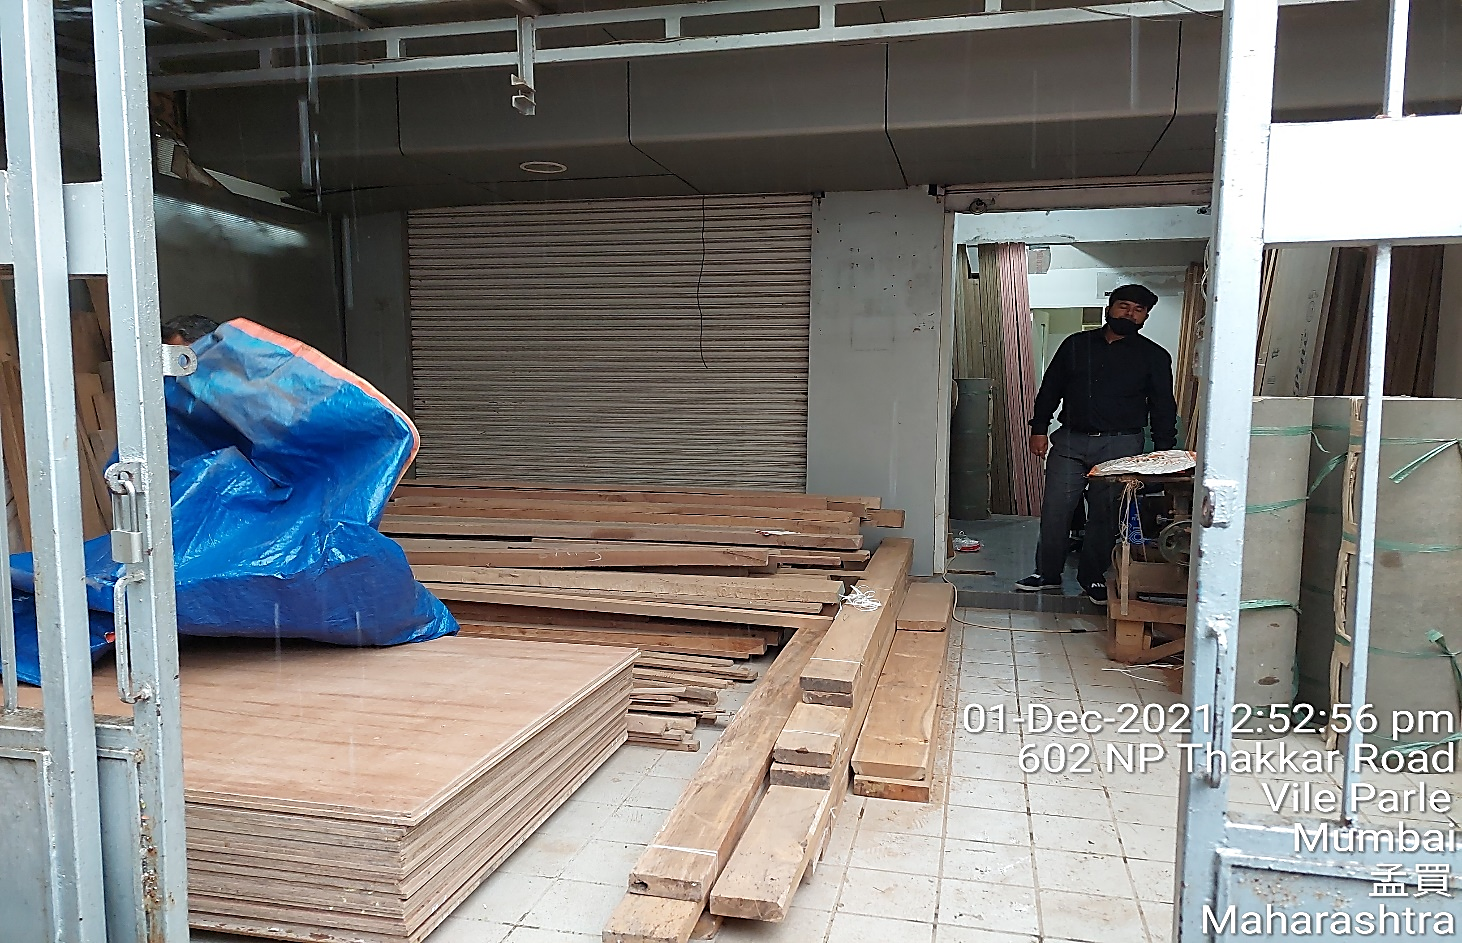 01-Dec-2021 2:52:56 pm
602 NP Thakkar Road
Vile Parle
Mumbai
孟買
Maharashtra